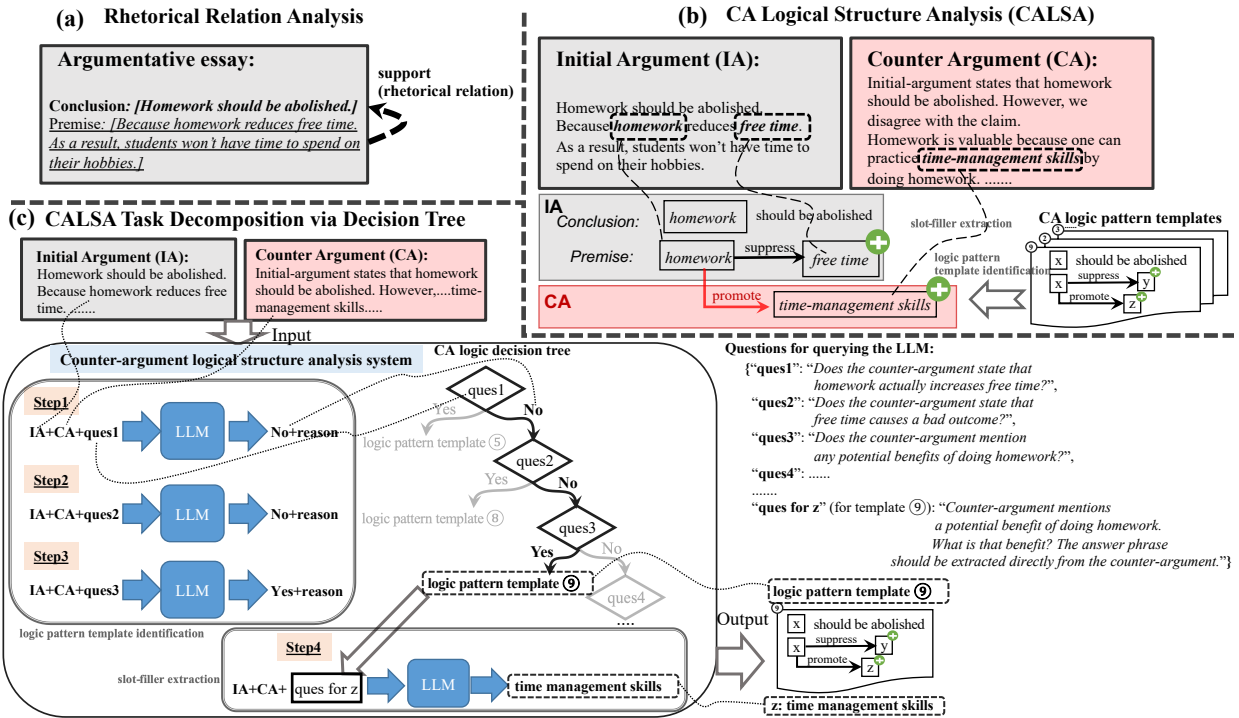 (a) Rhetorical Relation Analysis
Argumentative essay:
Conclusion: [Homework should be abolished.]
Premise: [Because homework reduces free time.
As a result, students won't have time to spend on
their hobbies.]
support
(rhetorical relation)
(b) CA Logical Structure Analysis (CALSA)
Initial Argument (IA):
Homework should be abolished.
Because homework reduces free time.
As a result, students won't have time to
spend on their hobbies.
Counter Argument (CA):
Initial-argument states that homework
should be abolished. However, we
disagree with the claim.
Homework is valuable because one can
practice time-management skills by
doing homework. .......
IA
Conclusion: homework should be abolished
Premise: homework suppress free time
CA
promote time-management skills
slot-filler extraction
logic pattern
template identification
CA logic pattern templates
3
2
9
x should be abolished
x suppress y
promote z
(c) CALSA Task Decomposition via Decision Tree
Initial Argument (IA):
Homework should be abolished.
Because homework reduces free
time. .......
Counter Argument (CA):
Initial-argument states that homework
should be abolished. However,....time-
management skills.....
Input
Counter-argument logical structure analysis system
CA logic decision tree
Step1
IA+CA+ques1 LLM No+reason
Step2
IA+CA+ques2 LLM No+reason
Step3
IA+CA+ques3 LLM Yes+reason
logic pattern template identification
ques1
Yes No
logic pattern template ⑤
ques2
Yes No
logic pattern template ⑧
ques3
Yes No
logic pattern template ⑨
ques4
....
Step4
slot-filler extraction
IA+CA+ ques for z LLM time management skills
Output
Questions for querying the LLM:
{"ques1": "Does the counter-argument state that
homework actually increases free time?",
"ques2": "Does the counter-argument state that
free time causes a bad outcome?",
"ques3": "Does the counter-argument mention
any potential benefits of doing homework?",
"ques4": ......
.......
"ques for z" (for template ⑨): "Counter-argument mentions
a potential benefit of doing homework.
What is that benefit? The answer phrase
should be extracted directly from the counter-argument."}
logic pattern template ⑨
9
x should be abolished
x suppress y
promote z
z: time management skills